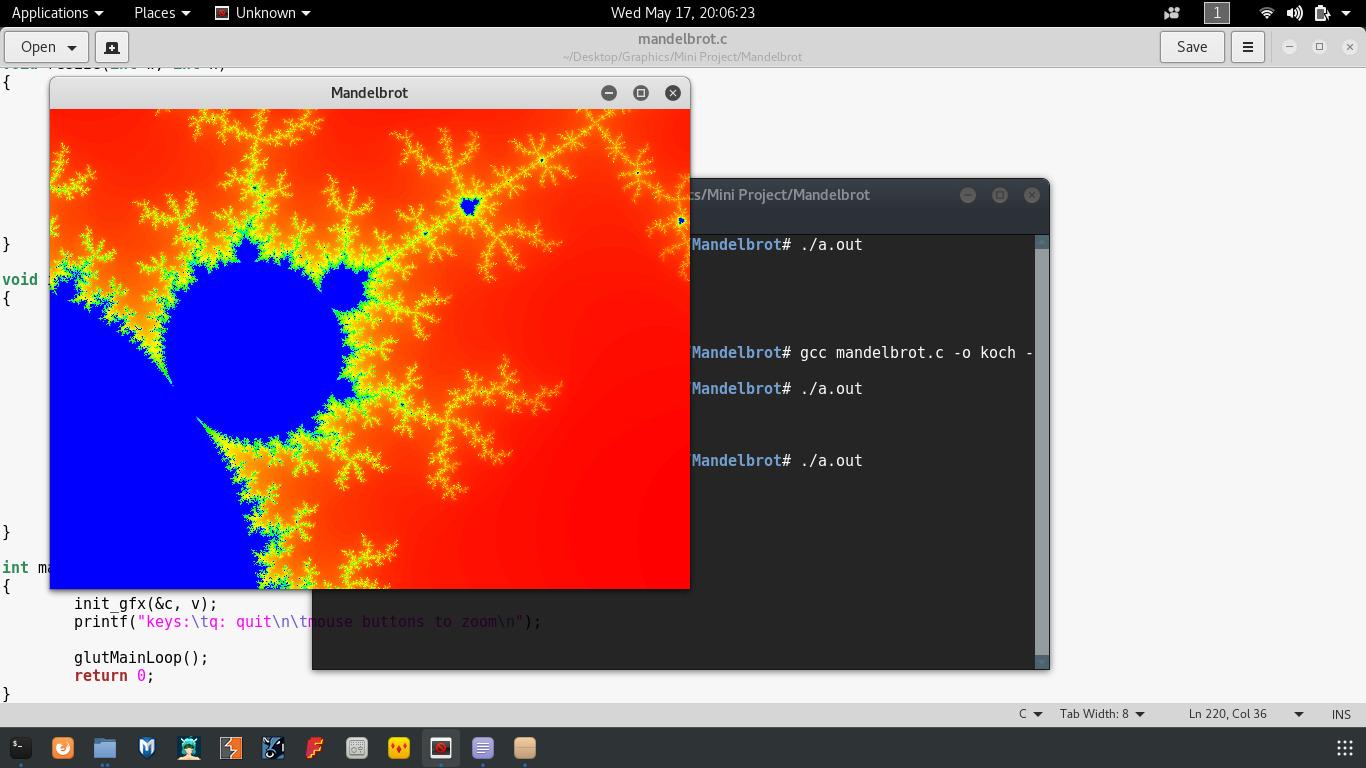 Applications Places Unknown Wed May 17, 20:06:23 1
Open mandelbrot.c Save
~/Desktop/Graphics/Mini Project/Mandelbrot
{
Mandelbrot
/Mini Project/Mandelbrot
}
Mandelbrot# ./a.out
void
{
Mandelbrot# gcc mandelbrot.c -o koch -
Mandelbrot# ./a.out
Mandelbrot# ./a.out
}
int
{
init_gfx(&c, v);
printf("keys:\tq: quit\n\tmouse buttons to zoom\n");
glutMainLoop();
return 0;
}
C Tab Width: 8 Ln 220, Col 36 INS